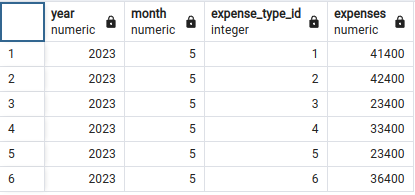 year month expense_type_id expenses
numeric numeric integer numeric
1 2023 5 1 41400
2 2023 5 2 42400
3 2023 5 3 23400
4 2023 5 4 33400
5 2023 5 5 23400
6 2023 5 6 36400